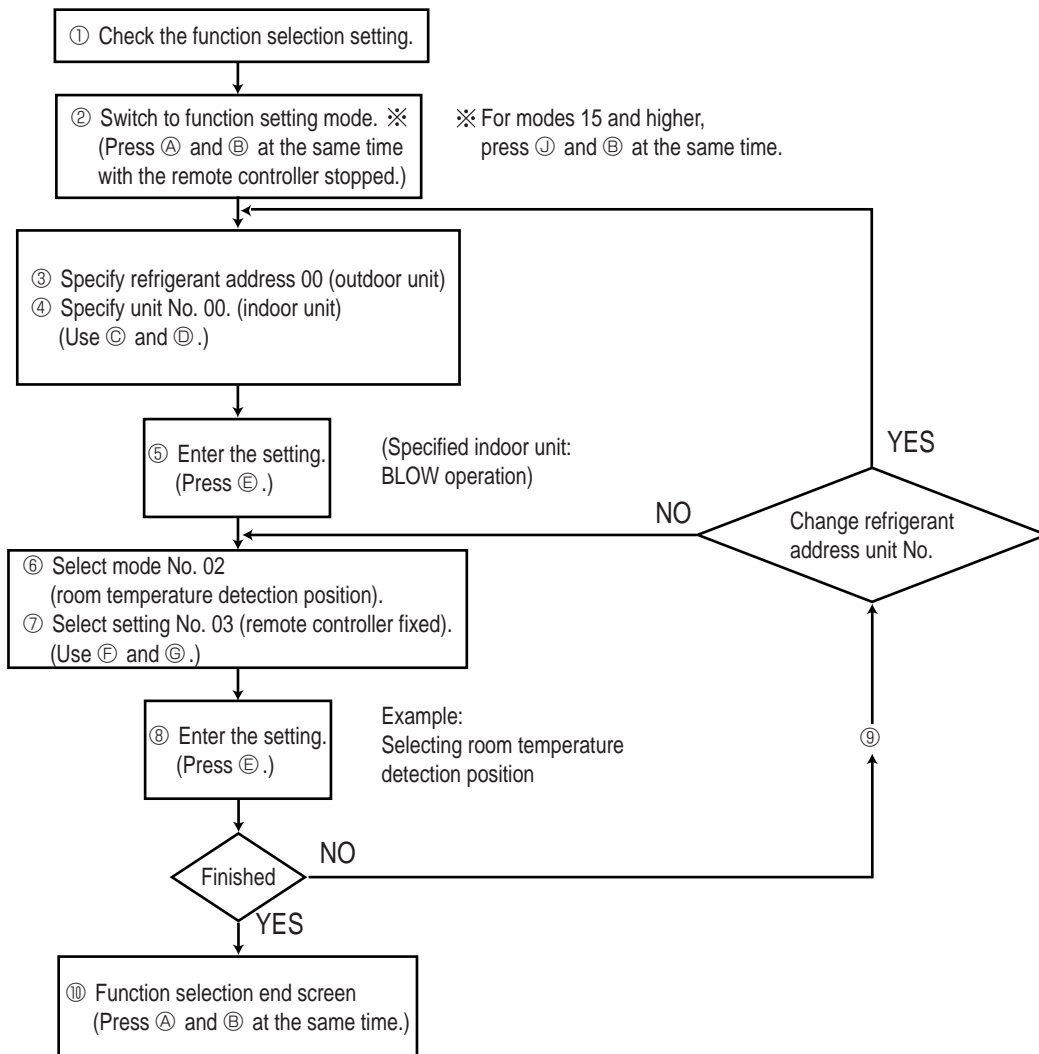 ① Check the function selection setting.
② Switch to function setting mode. ※
(Press Ⓐ and Ⓑ at the same time
with the remote controller stopped.)
※ For modes 15 and higher,
press Ⓙ and Ⓑ at the same time.
③ Specify refrigerant address 00 (outdoor unit)
④ Specify unit No. 00. (indoor unit)
(Use Ⓒ and Ⓓ.)
⑤ Enter the setting.
(Press Ⓔ.)
(Specified indoor unit:
BLOW operation)
YES
NO
Change refrigerant
address unit No.
⑥ Select mode No. 02
(room temperature detection position).
⑦ Select setting No. 03 (remote controller fixed).
(Use Ⓕ and Ⓖ.)
⑧ Enter the setting.
(Press Ⓔ.)
Example:
Selecting room temperature
detection position
⑨
Finished
NO
YES
⑩ Function selection end screen
(Press Ⓐ and Ⓑ at the same time.)